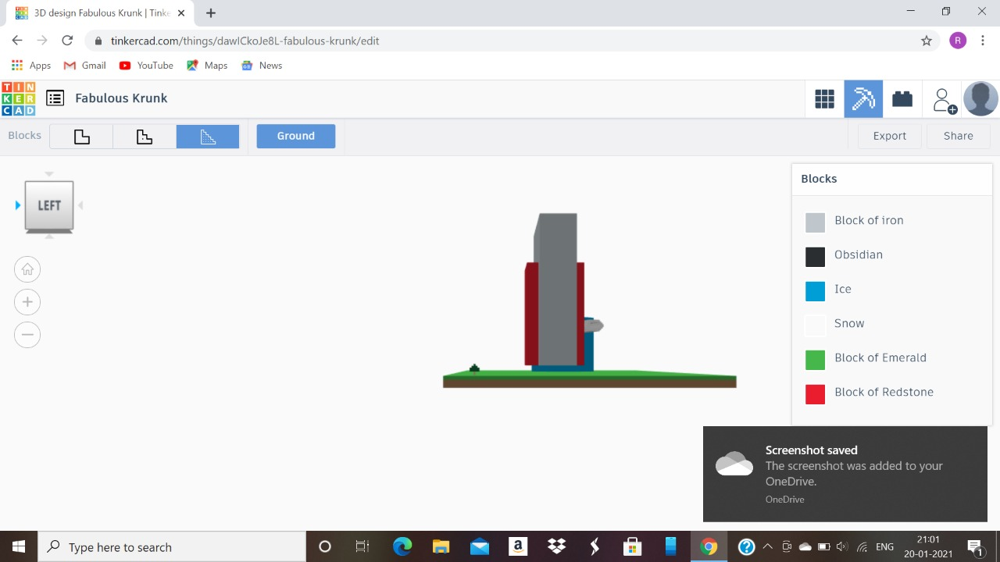 3D design Fabulous Krunk | Tinke
tinkercad.com/things/dawICkoJe8L-fabulous-krunk/edit
R
Apps
Gmail
YouTube
Maps
News
TIN
KER
CAD
Fabulous Krunk
Blocks
Ground
Export
Share
LEFT
Blocks
Block of iron
Obsidian
Ice
Snow
Block of Emerald
Block of Redstone
Screenshot saved
The screenshot was added to your
OneDrive.
OneDrive
Type here to search
a
?
ENG
21:01
20-01-2021
1